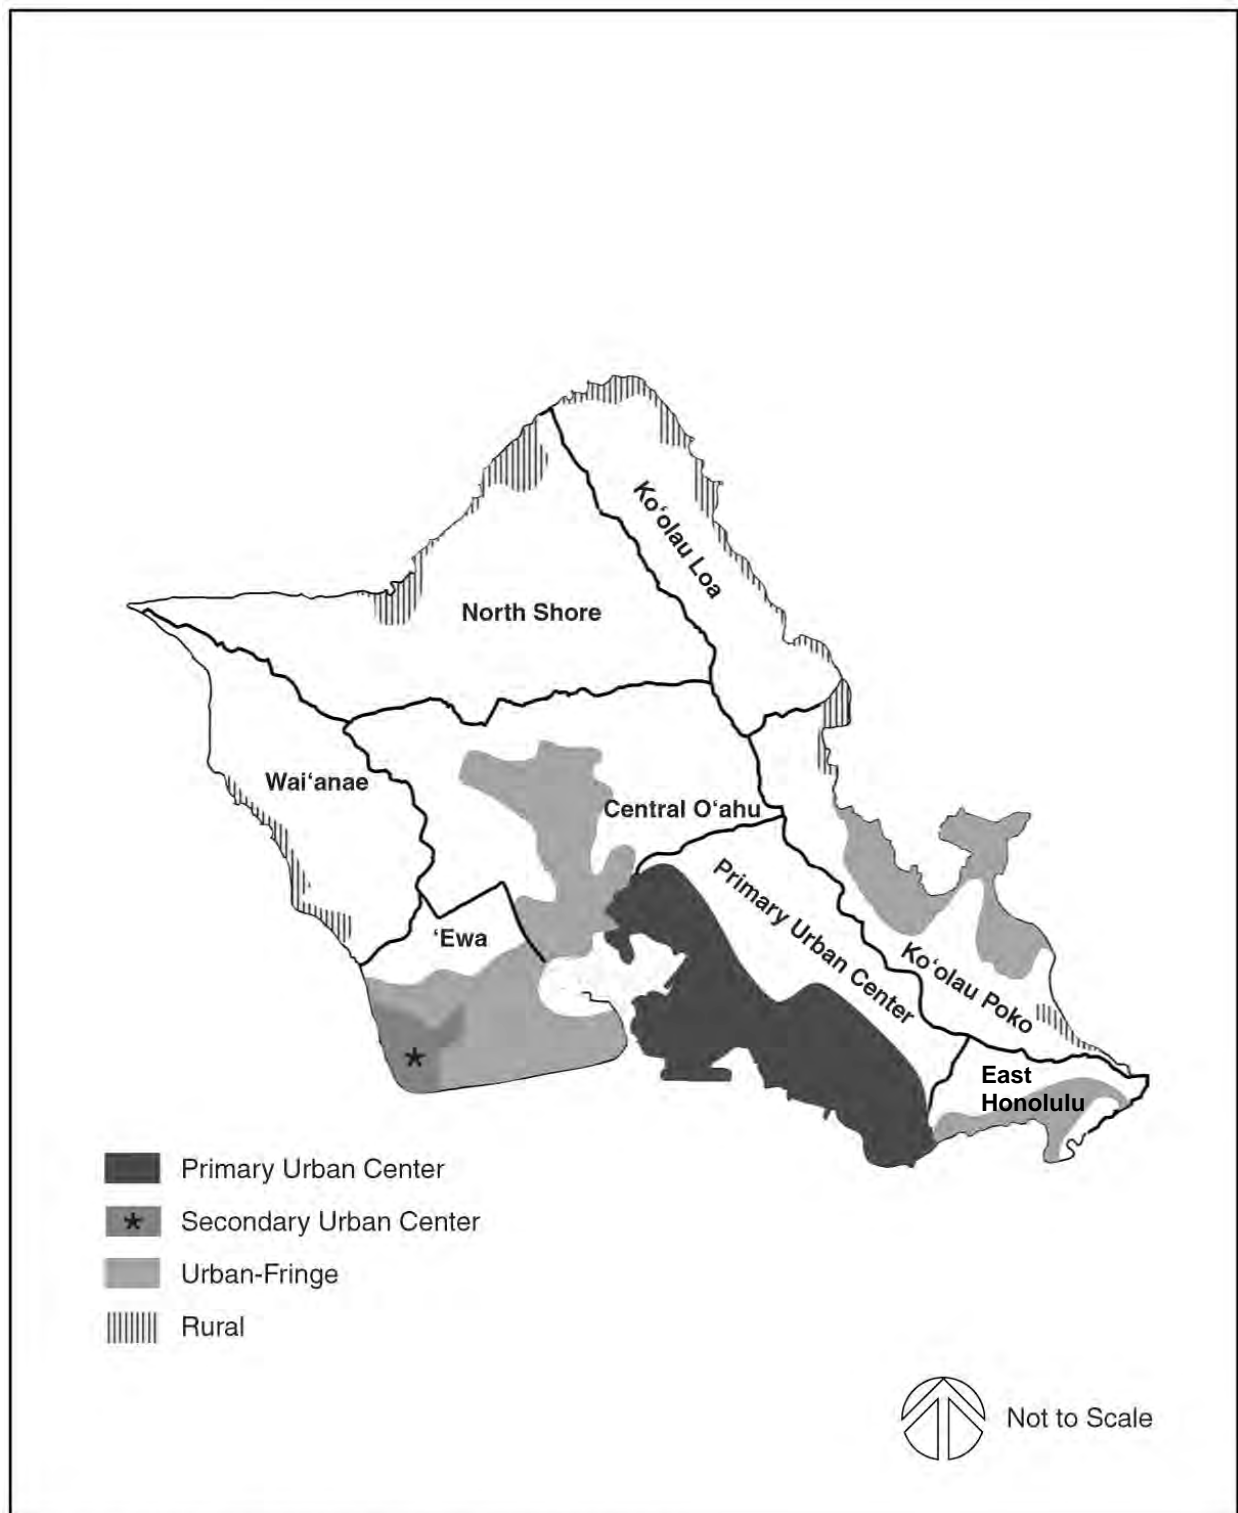 Ko‘olau Loa
North Shore
Wai‘anae
Central O‘ahu
Primary Urban Center
‘Ewa
Ko‘olau Poko
East
Honolulu
*
Primary Urban Center
* Secondary Urban Center
Urban-Fringe
Rural
Not to Scale